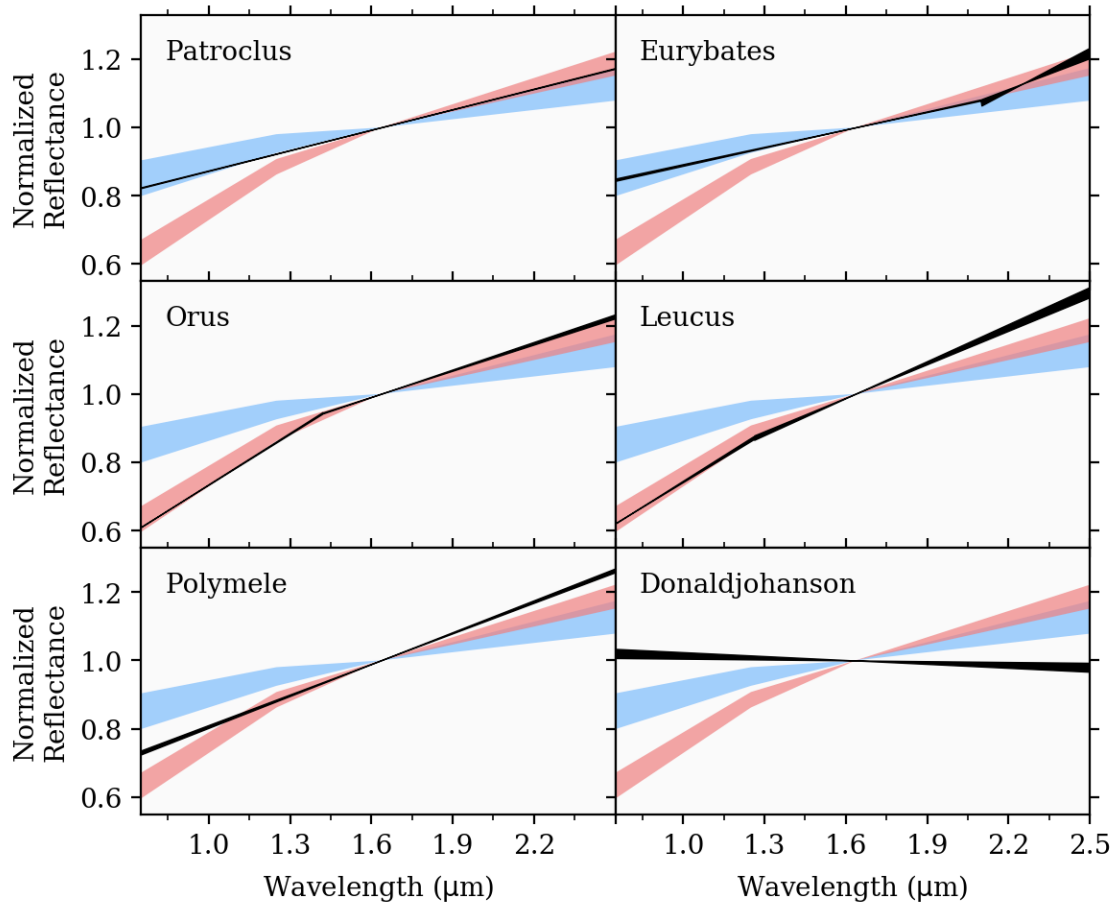 Patroclus
Eurybates
1.2
1.0
0.8
0.6
Normalized
Reflectance
Orus
Leucus
1.2
1.0
0.8
0.6
Normalized
Reflectance
Polymele
Donaldjohanson
1.2
1.0
0.8
0.6
Normalized
Reflectance
1.0 1.3 1.6 1.9 2.2
1.0 1.3 1.6 1.9 2.2 2.5
Wavelength (μm)
Wavelength (μm)